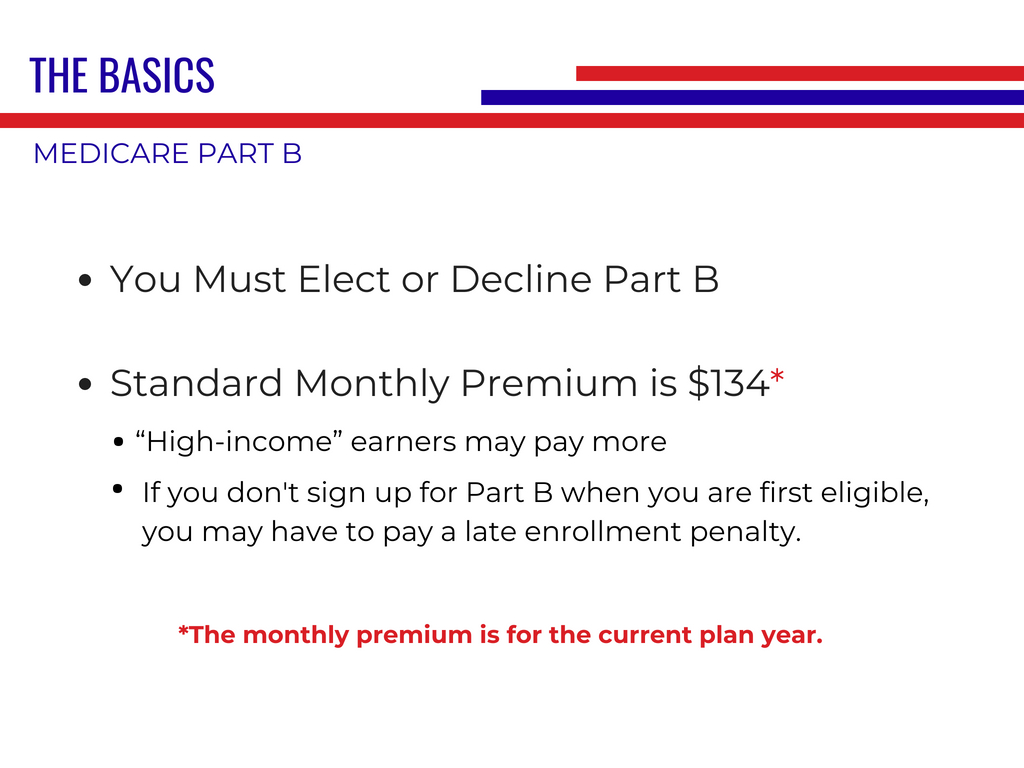 THE BASICS
MEDICARE PART B
• You Must Elect or Decline Part B
• Standard Monthly Premium is $134*
• “High-income” earners may pay more
• If you don't sign up for Part B when you are first eligible,
you may have to pay a late enrollment penalty.
*The monthly premium is for the current plan year.